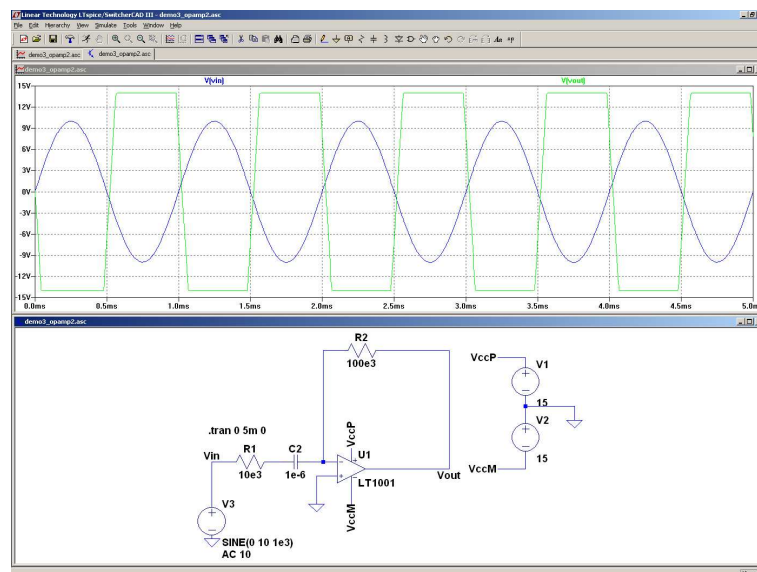 Linear Technology LTspice/SwitcherCAD III - demo3_opamp2.asc
File Edit Hierarchy View Simulate Tools Window Help
demo3_opamp2.asc demo3_opamp2.asc
demo3_opamp2.asc
V(vin) V(vout)
15V
12V
9V
6V
3V
0V
-3V
-6V
-9V
-12V
-15V
0.0ms 0.5ms 1.0ms 1.5ms 2.0ms 2.5ms 3.0ms 3.5ms 4.0ms 4.5ms 5.0m
demo3_opamp2.asc
R2
100e3
VccP
V1
15
V2
15
VccM
.tran 0 5m 0
Vin
R1
10e3
C2
1e-6
VccP
U1
LT1001
VccM
Vout
V3
SINE(0 10 1e3)
AC 10